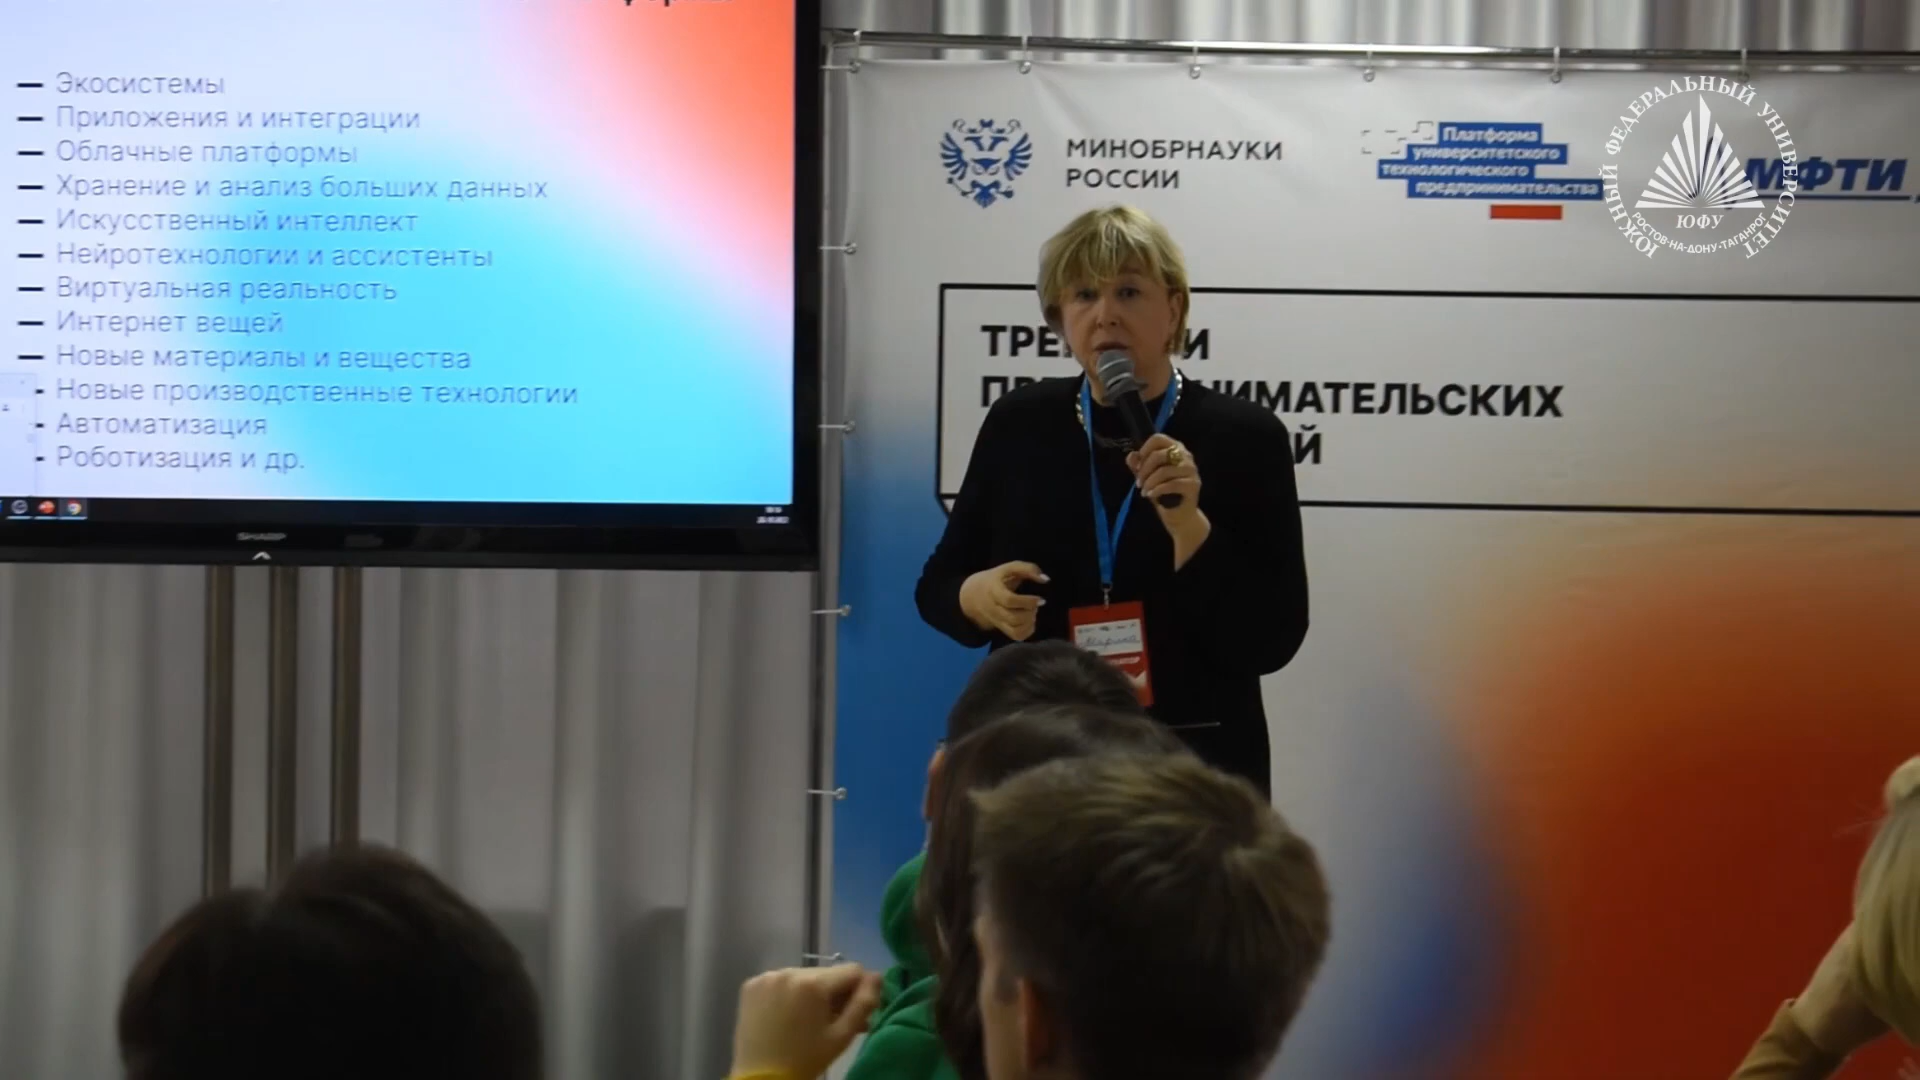 Экосистемы
Приложения и интеграции
Облачные платформы
Хранение и анализ больших данных
Искусственный интеллект
Нейротехнологии и ассистенты
Виртуальная реальность
Интернет вещей
Новые материалы и вещества
Новые производственные технологии
Автоматизация
Роботизация и др.
SHARP
МИНОБРНАУКИ
РОССИИ
Платформа
университетского
технологического
предпринимательства
МФТИ
ЮЖНЫЙ ФЕДЕРАЛЬНЫЙ УНИВЕРСИТЕТ
ЮФУ
РОСТОВ-НА-ДОНУ•ТАГАНРОГ
ТРЕ И
П НИМАТЕЛЬСКИХ
Й